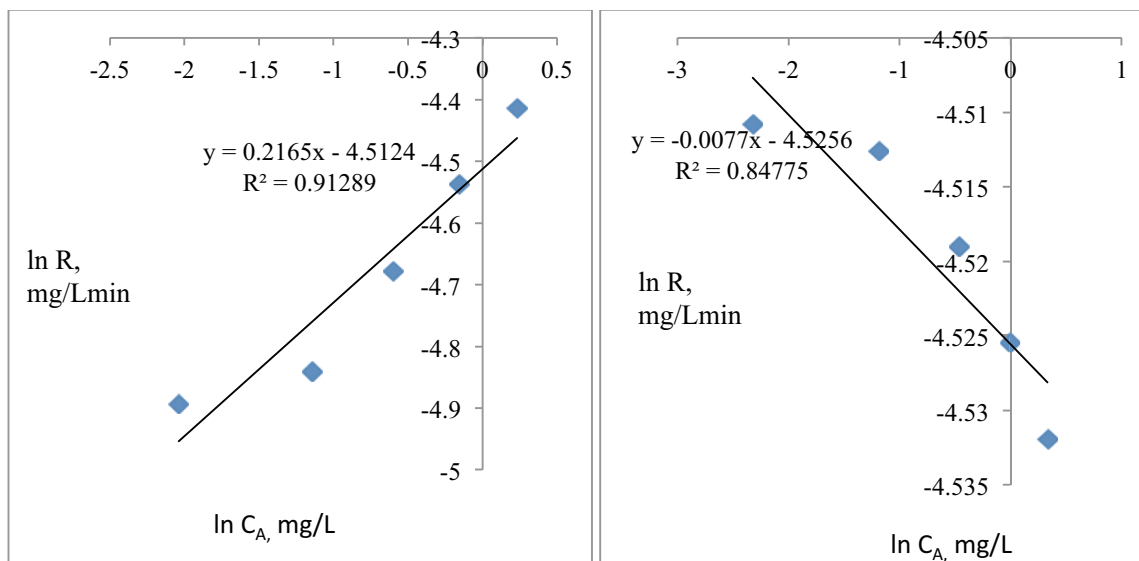 -4.3
-2.5 -2 -1.5 -1 -0.5 0 0.5
-4.4
y = 0.2165x - 4.5124
R² = 0.91289
-4.5
-4.6
ln R,
mg/Lmin
-4.7
-4.8
-4.9
-5
ln C_A, mg/L
-4.505
-3 -2 -1 0 1
-4.51
y = -0.0077x - 4.5256
R² = 0.84775
-4.515
-4.52
ln R,
mg/Lmin
-4.525
-4.53
-4.535
ln C_A, mg/L